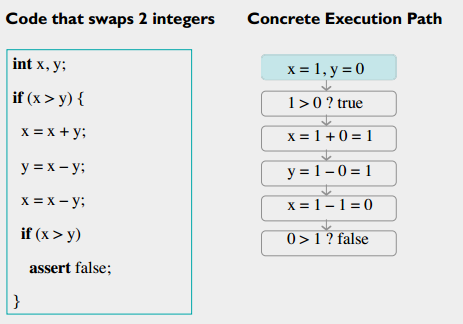 Code that swaps 2 integers
int x, y;
if (x > y) {
x = x + y;
y = x – y;
x = x – y;
if (x > y)
assert false;
}
Concrete Execution Path
x = 1, y = 0
1 > 0 ? true
x = 1 + 0 = 1
y = 1 – 0 = 1
x = 1 – 1 = 0
0 > 1 ? false